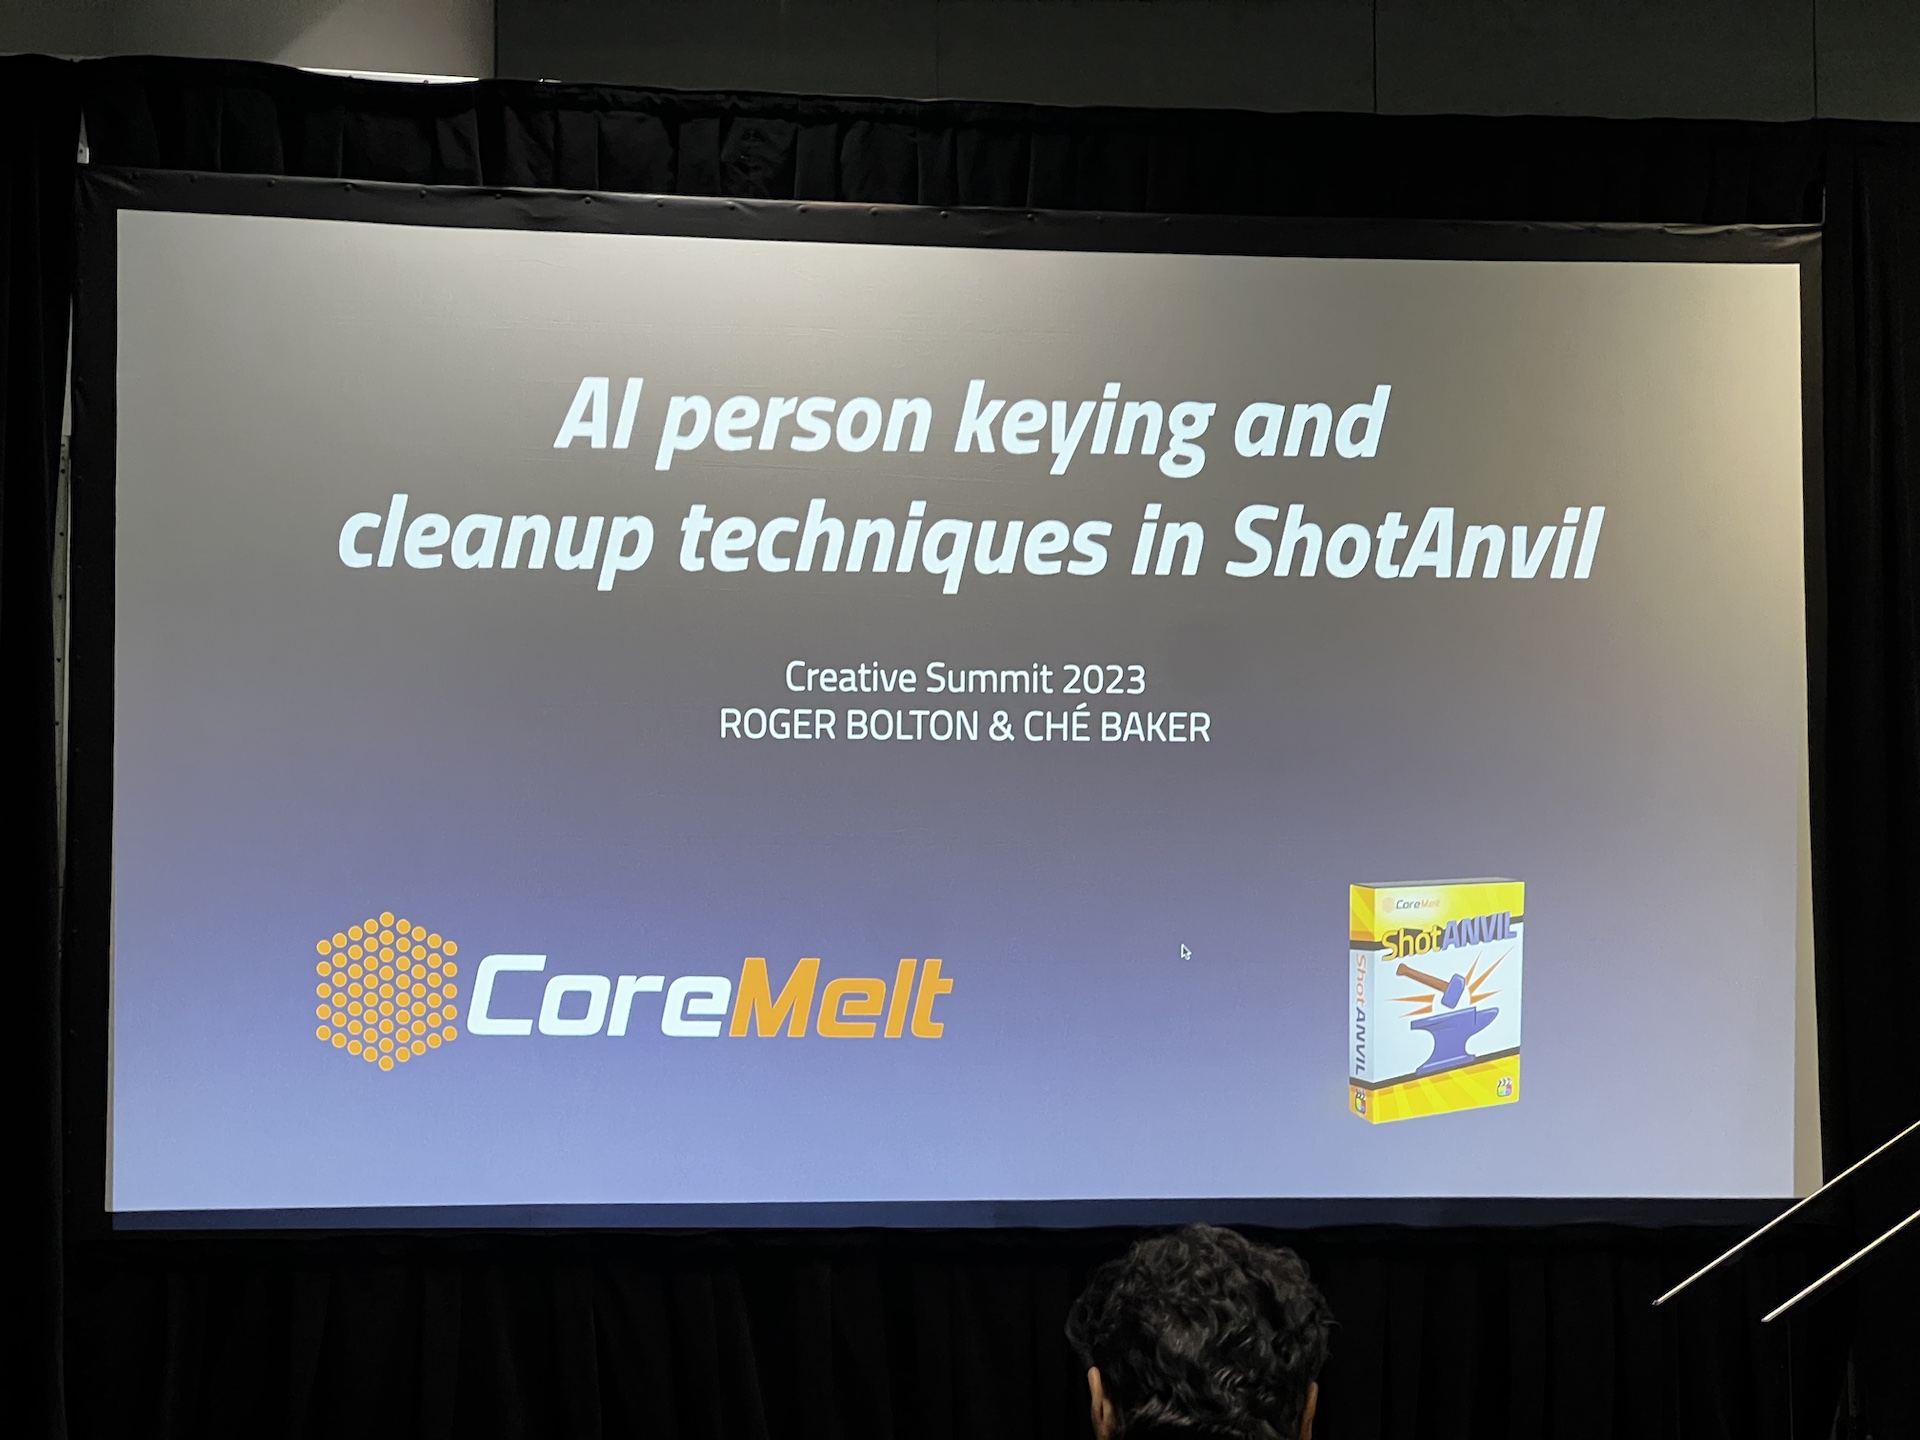 AI person keying and
cleanup techniques in ShotAnvil
Creative Summit 2023
ROGER BOLTON & CHÉ BAKER
CoreMelt
CoreMelt
ShotANVIL
ShotANVIL